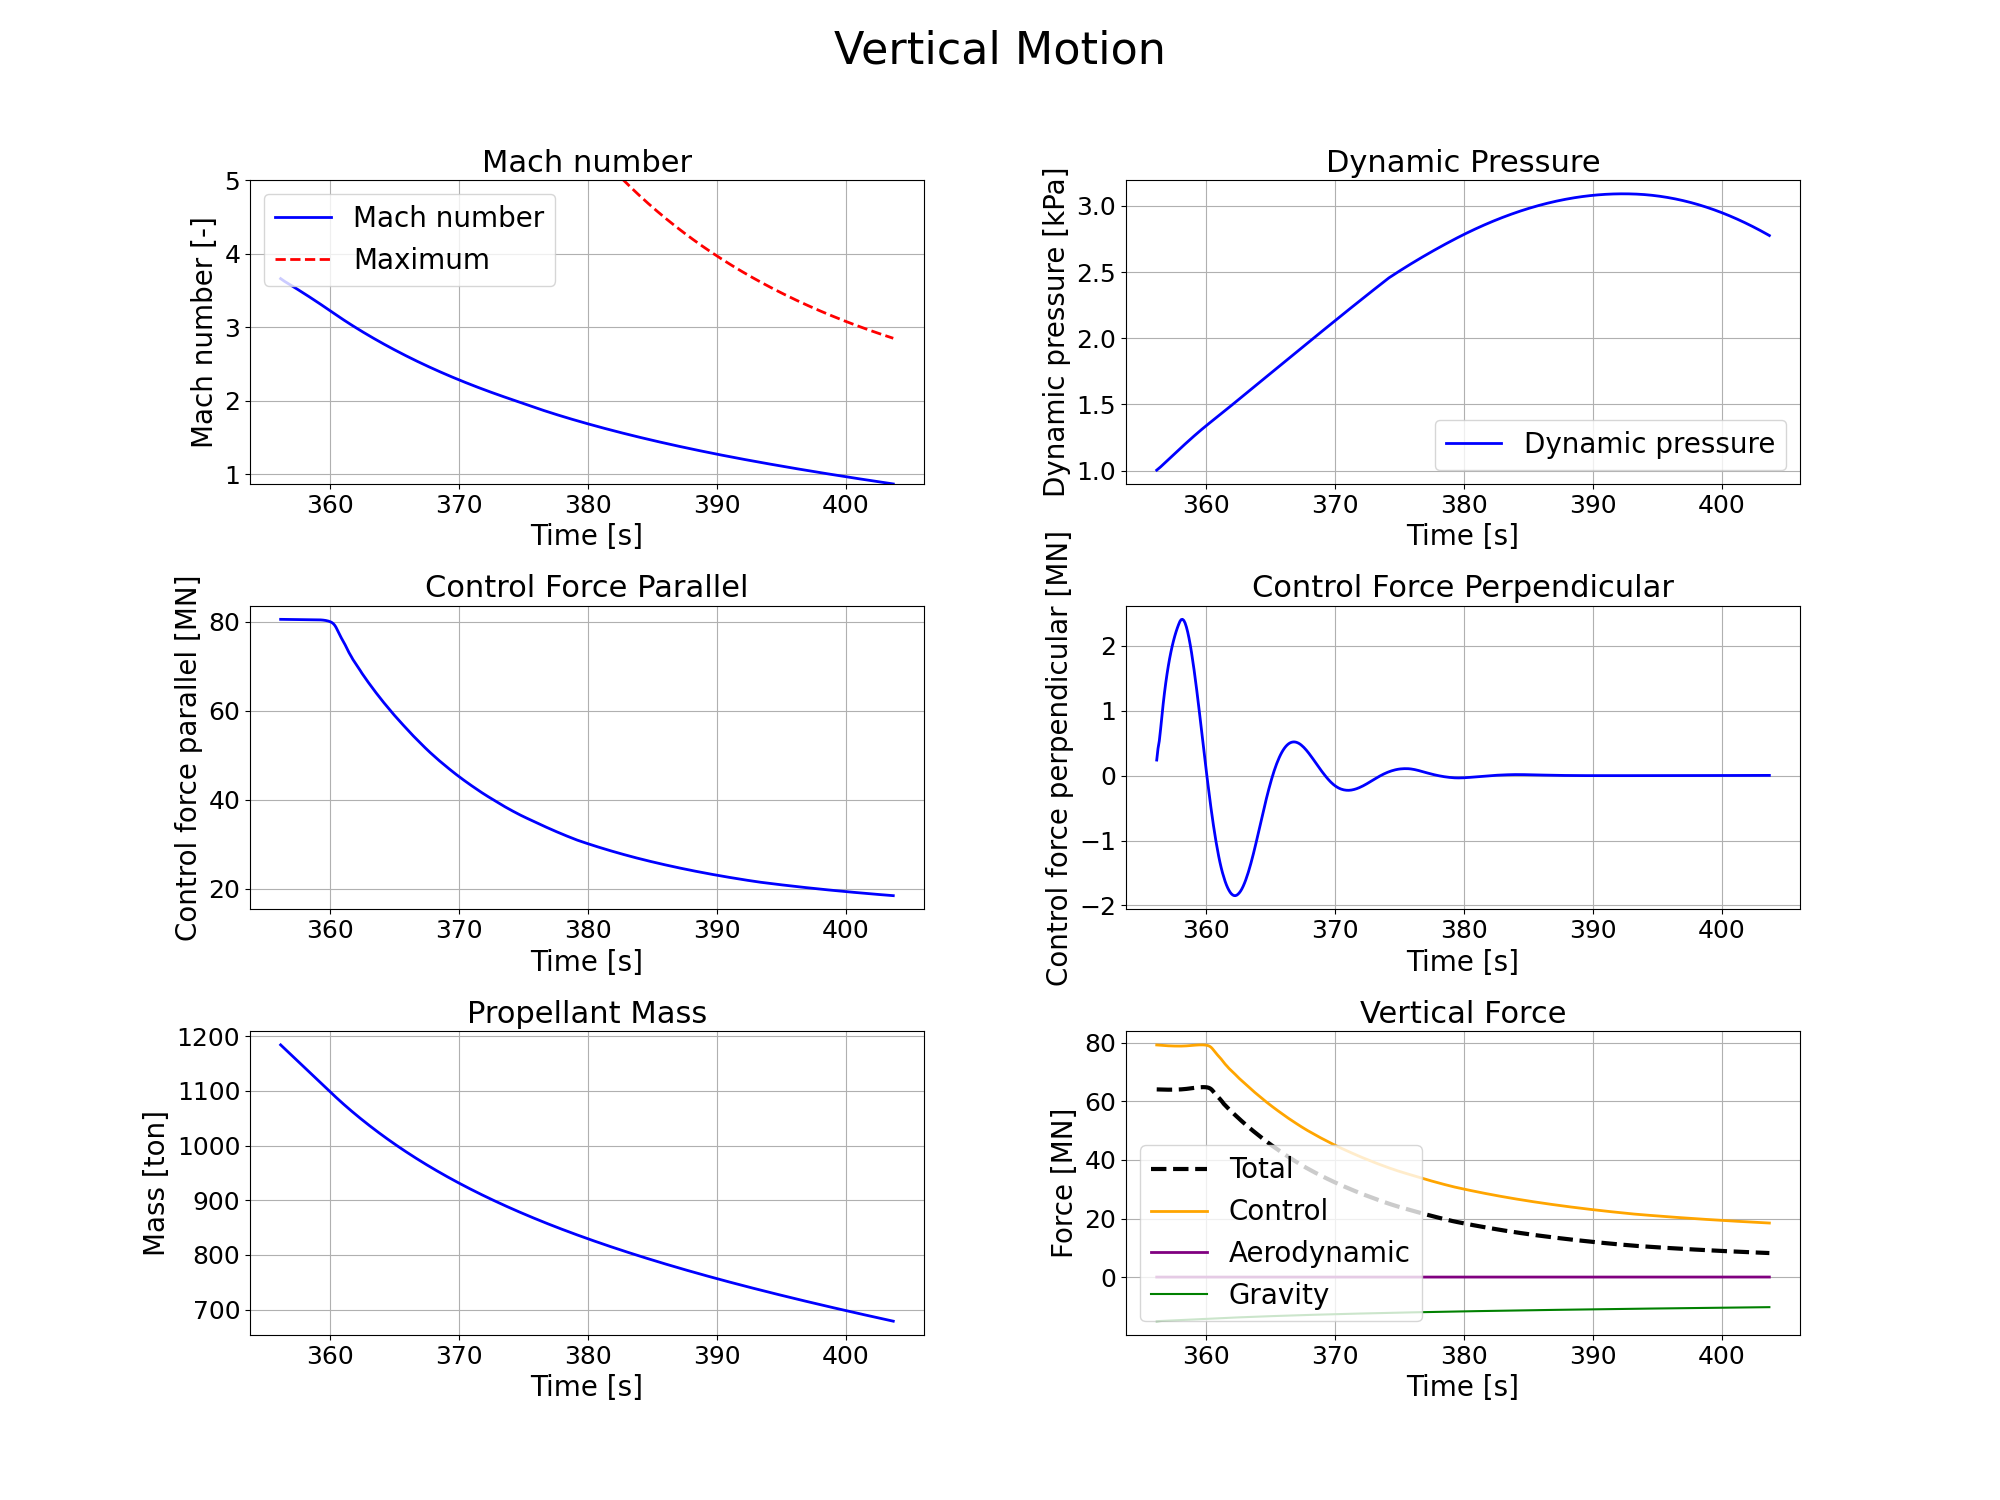 Vertical Motion
Mach number
Mach number [-]
5
4
3
2
1
Mach number
Maximum
360 370 380 390 400
Time [s]
Dynamic Pressure
Dynamic pressure [kPa]
3.0
2.5
2.0
1.5
1.0
Dynamic pressure
360 370 380 390 400
Time [s]
Control Force Parallel
Control force parallel [MN]
80
60
40
20
360 370 380 390 400
Time [s]
Control Force Perpendicular
Control force perpendicular [MN]
2
1
0
−1
−2
360 370 380 390 400
Time [s]
Propellant Mass
Mass [ton]
1200
1100
1000
900
800
700
360 370 380 390 400
Time [s]
Vertical Force
Force [MN]
80
60
40
20
0
Total
Control
Aerodynamic
Gravity
360 370 380 390 400
Time [s]